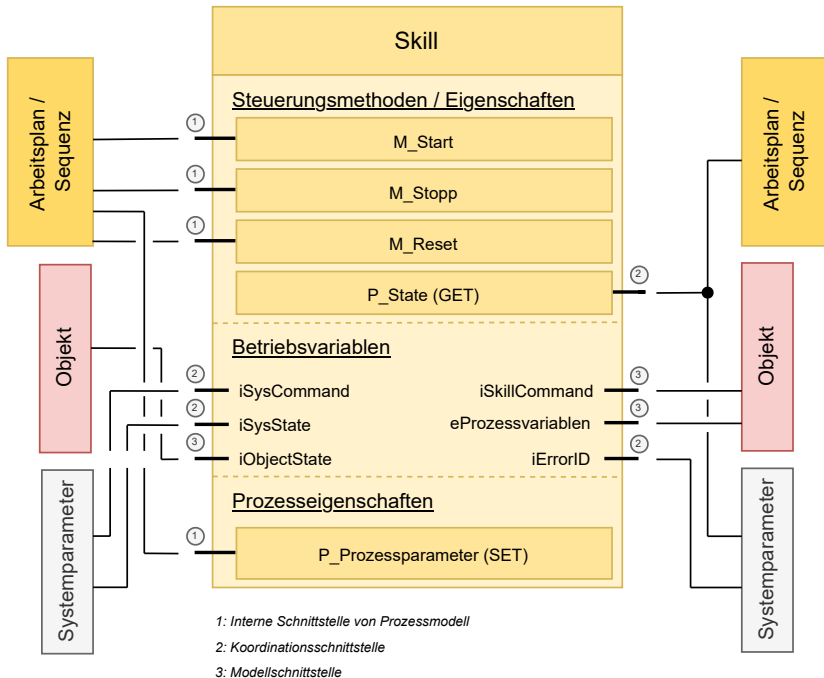 Skill
Arbeitsplan /
Sequenz
Objekt
Systemparameter
Steuerungsmethoden / Eigenschaften
1
M_Start
1
M_Stopp
1
M_Reset
P_State (GET)
2
Betriebsvariablen
2
iSysCommand
iSkillCommand
3
2
iSysState
eProzessvariablen
3
3
iObjectState
iErrorID
2
Prozesseigenschaften
1
P_Prozessparameter (SET)
Arbeitsplan /
Sequenz
Objekt
Systemparameter
1: Interne Schnittstelle von Prozessmodell
2: Koordinationsschnittstelle
3: Modellschnittstelle